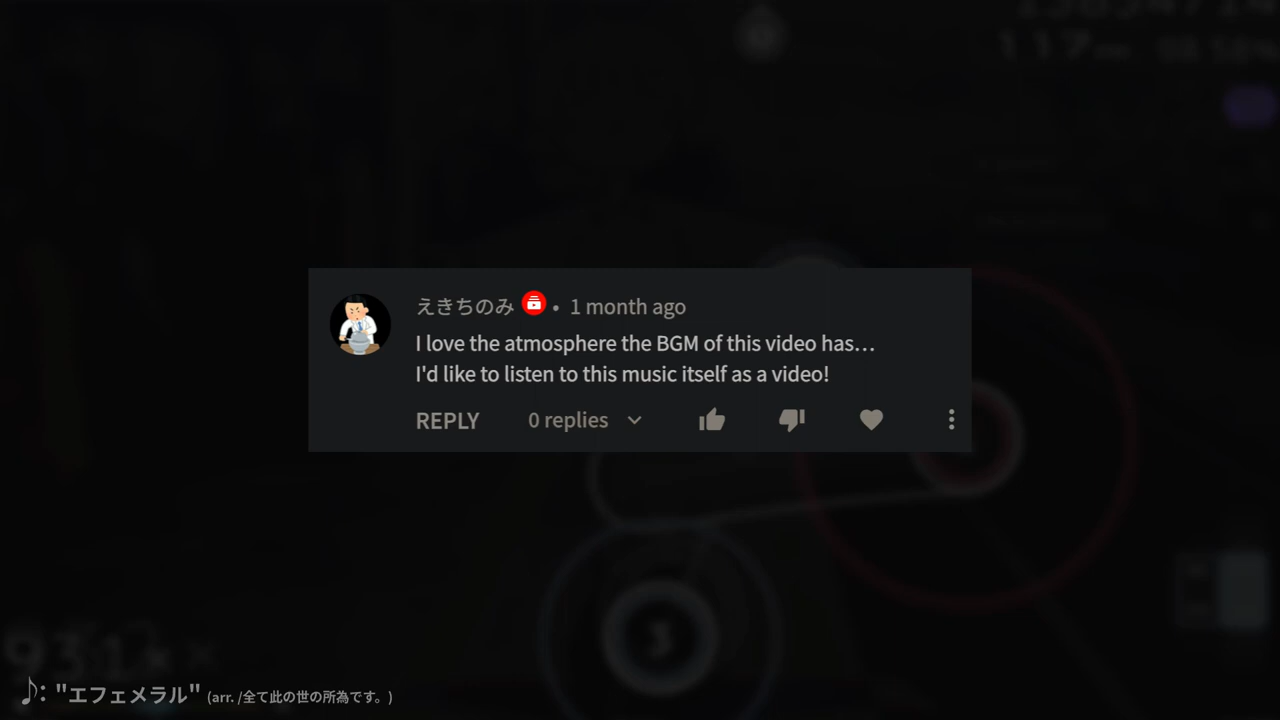 えきちのみ • 1 month ago
I love the atmosphere the BGM of this video has...
I'd like to listen to this music itself as a video!
REPLY 0 replies
931x
3
♪: "エフェメラル" (arr. /全て此の世の所為です。)